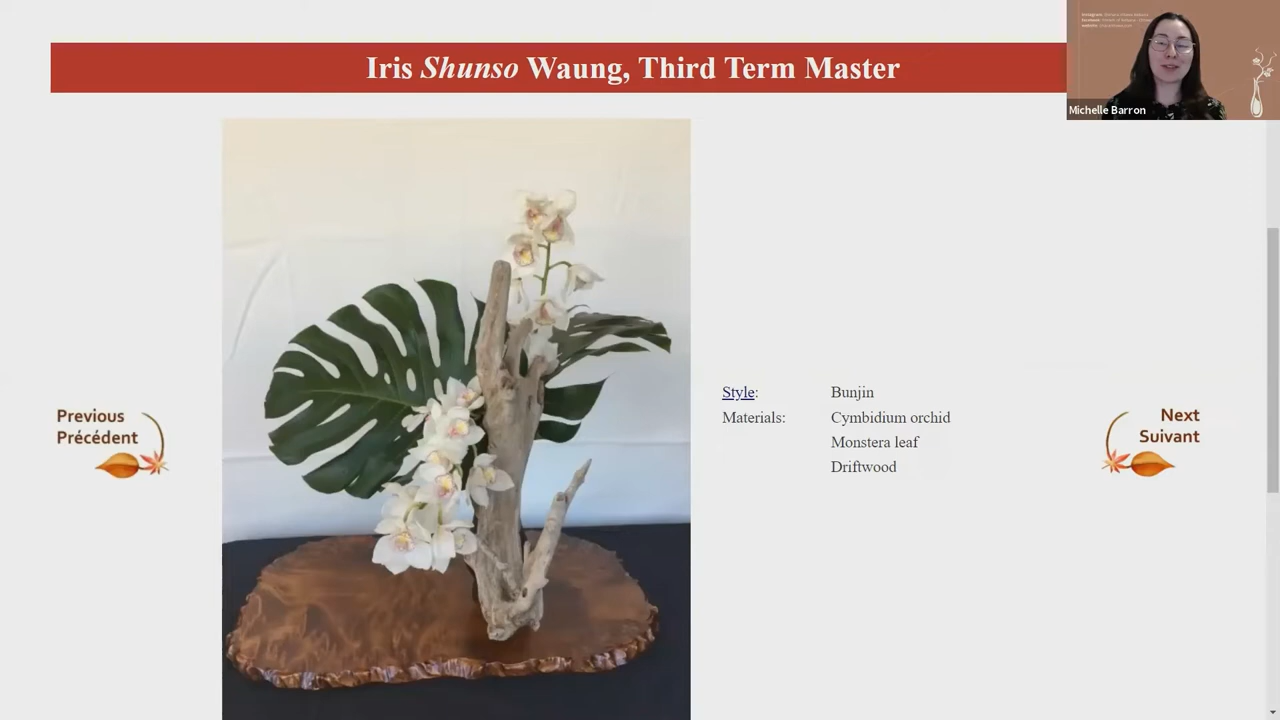 Iris Shunso Waung, Third Term Master
Michelle Barron
Style: Bunjin
Materials: Cymbidium orchid
Monstera leaf
Driftwood
Previous
Précédent
Next
Suivant